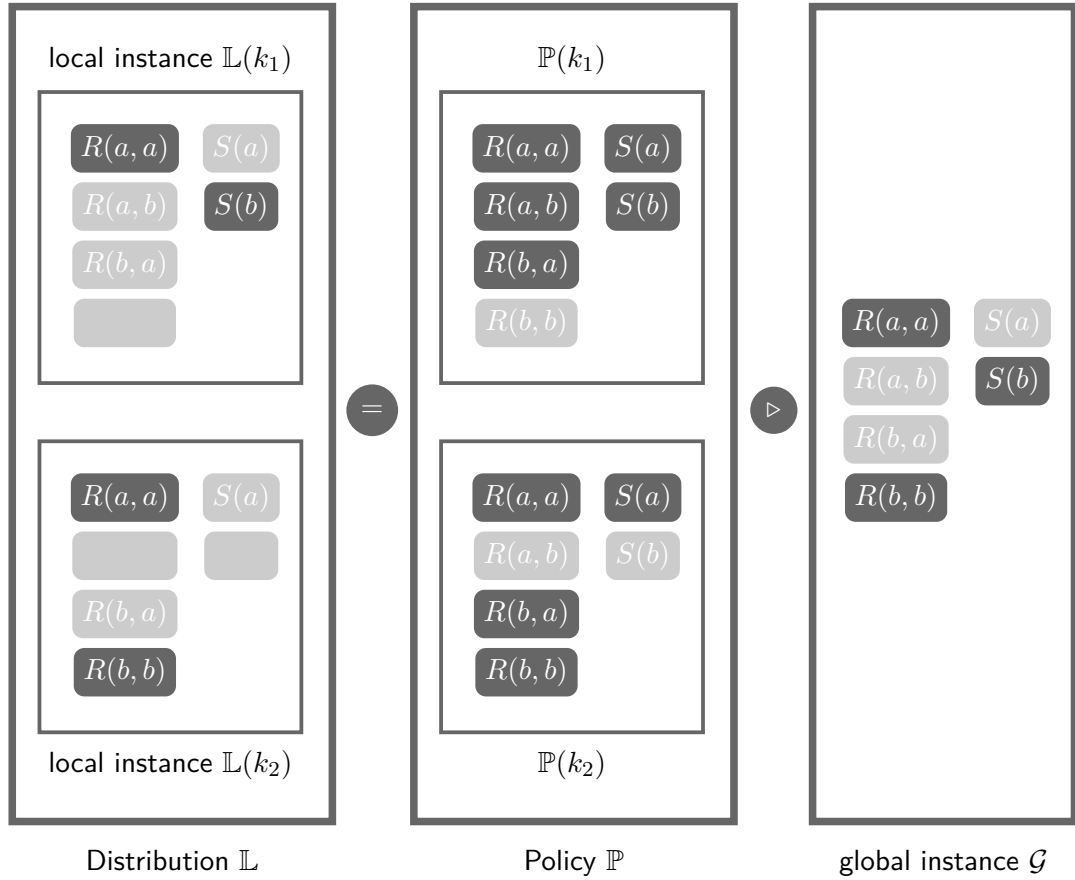 local instance 𝕃(k₁)
R(a, a) S(a)
R(a, b) S(b)
R(b, a)
local instance 𝕃(k₂)
R(a, a) S(a)
R(b, a)
R(b, b)
Distribution 𝕃
=
ℙ(k₁)
R(a, a) S(a)
R(a, b) S(b)
R(b, a)
R(b, b)
ℙ(k₂)
R(a, a) S(a)
R(a, b) S(b)
R(b, a)
R(b, b)
Policy ℙ
▷
R(a, a) S(a)
R(a, b) S(b)
R(b, a)
R(b, b)
global instance 𝒢